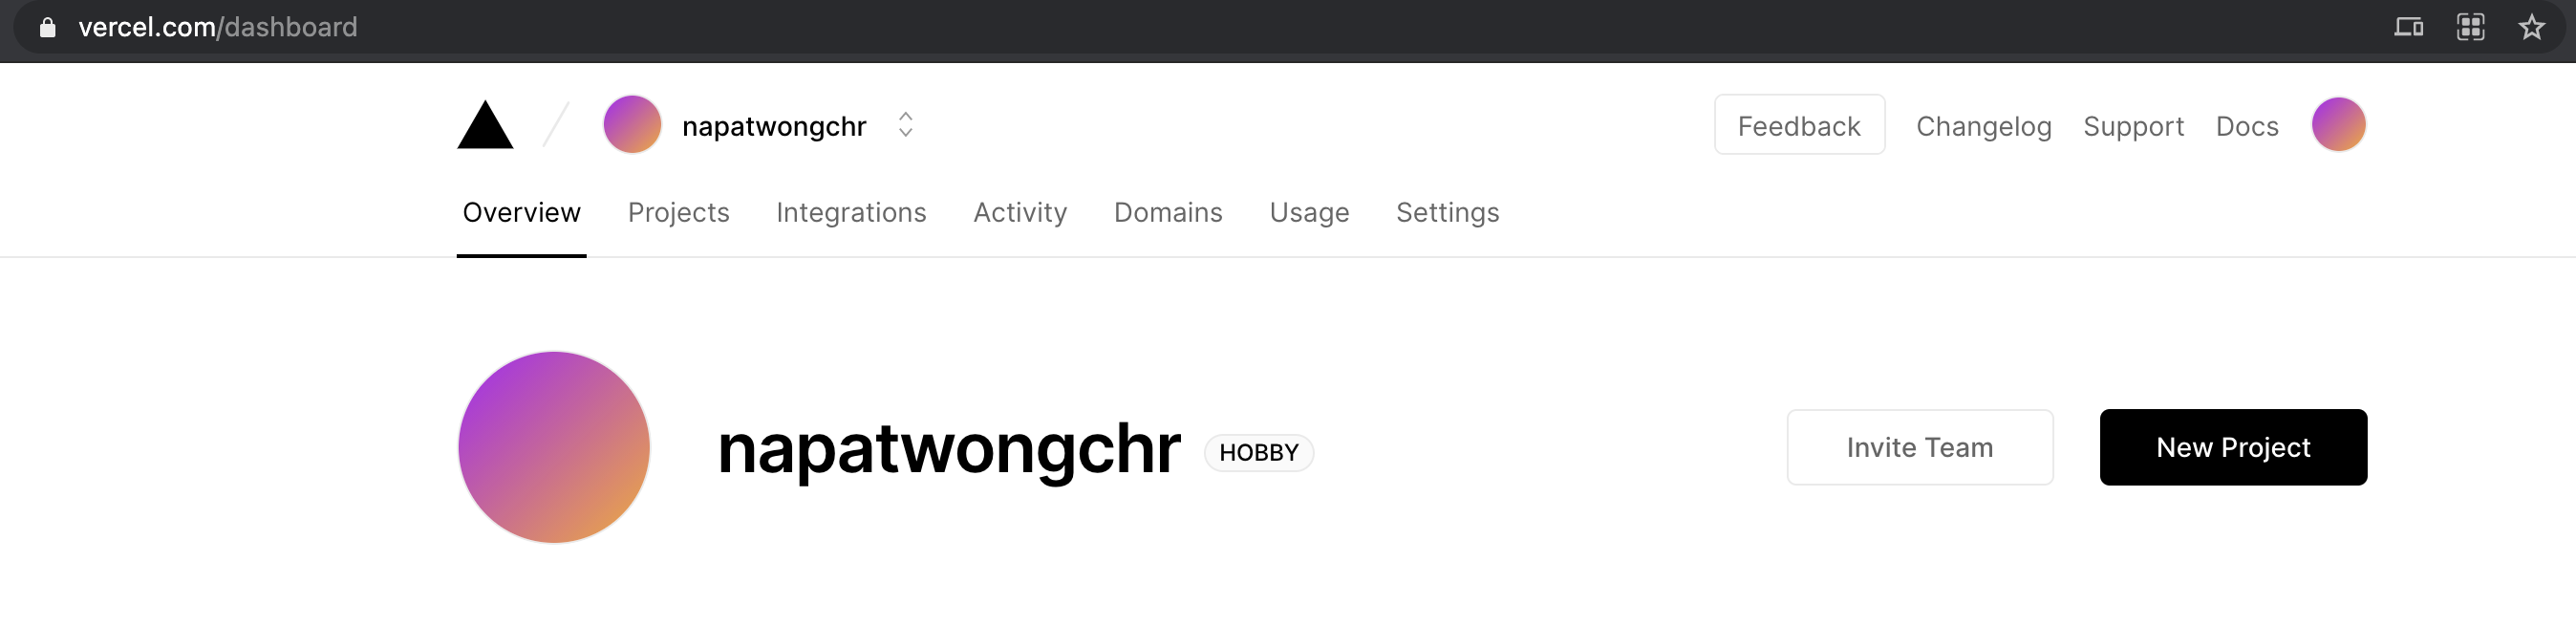 vercel.com/dashboard
napatwongchr
Feedback Changelog Support Docs
Overview Projects Integrations Activity Domains Usage Settings
napatwongchr HOBBY
Invite Team New Project